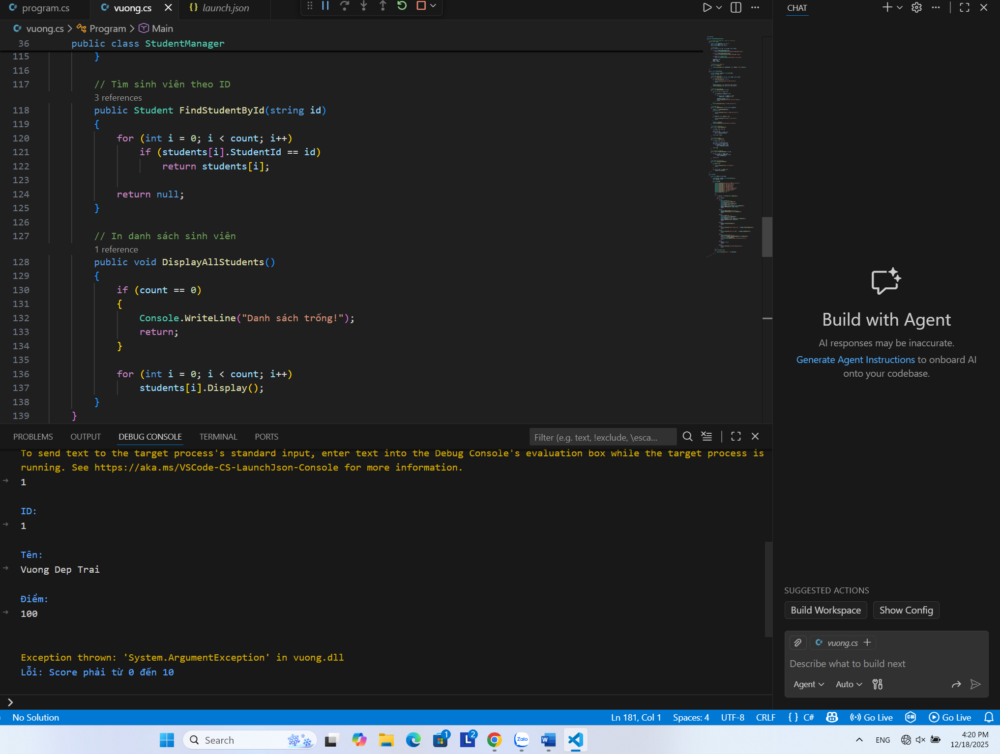 program.cs
vuong.cs
launch.json
vuong.cs > Program > Main
36 public class StudentManager
115 }
116
117 // Tìm sinh viên theo ID
3 references
118 public Student FindStudentById(string id)
119 {
120 for (int i = 0; i < count; i++)
121 if (students[i].StudentId == id)
122 return students[i];
123
124 return null;
125 }
126
127 // In danh sách sinh viên
1 reference
128 public void DisplayAllStudents()
129 {
130 if (count == 0)
131 {
132 Console.WriteLine("Danh sách trống!");
133 return;
134 }
135
136 for (int i = 0; i < count; i++)
137 students[i].Display();
138 }
139 }
PROBLEMS
OUTPUT
DEBUG CONSOLE
TERMINAL
PORTS
Filter (e.g. text, !exclude, \esca...
To send text to the target process's standard input, enter text into the Debug Console's evaluation box while the target process is
running. See https://aka.ms/VSCode-CS-LaunchJson-Console for more information.
1
ID:
1
Tên:
Vuong Dep Trai
Điểm:
100
Exception thrown: 'System.ArgumentException' in vuong.dll
Lỗi: Score phải từ 0 đến 10
CHAT
Build with Agent
AI responses may be inaccurate.
Generate Agent Instructions to onboard AI
onto your codebase.
SUGGESTED ACTIONS
Build Workspace
Show Config
vuong.cs
Describe what to build next
Agent
Auto
No Solution
Ln 181, Col 1
Spaces: 4
UTF-8
CRLF
{ } C#
Go Live
Go Live
Search
1
L 2
Zalo
W
ENG
4:20 PM
12/18/2025